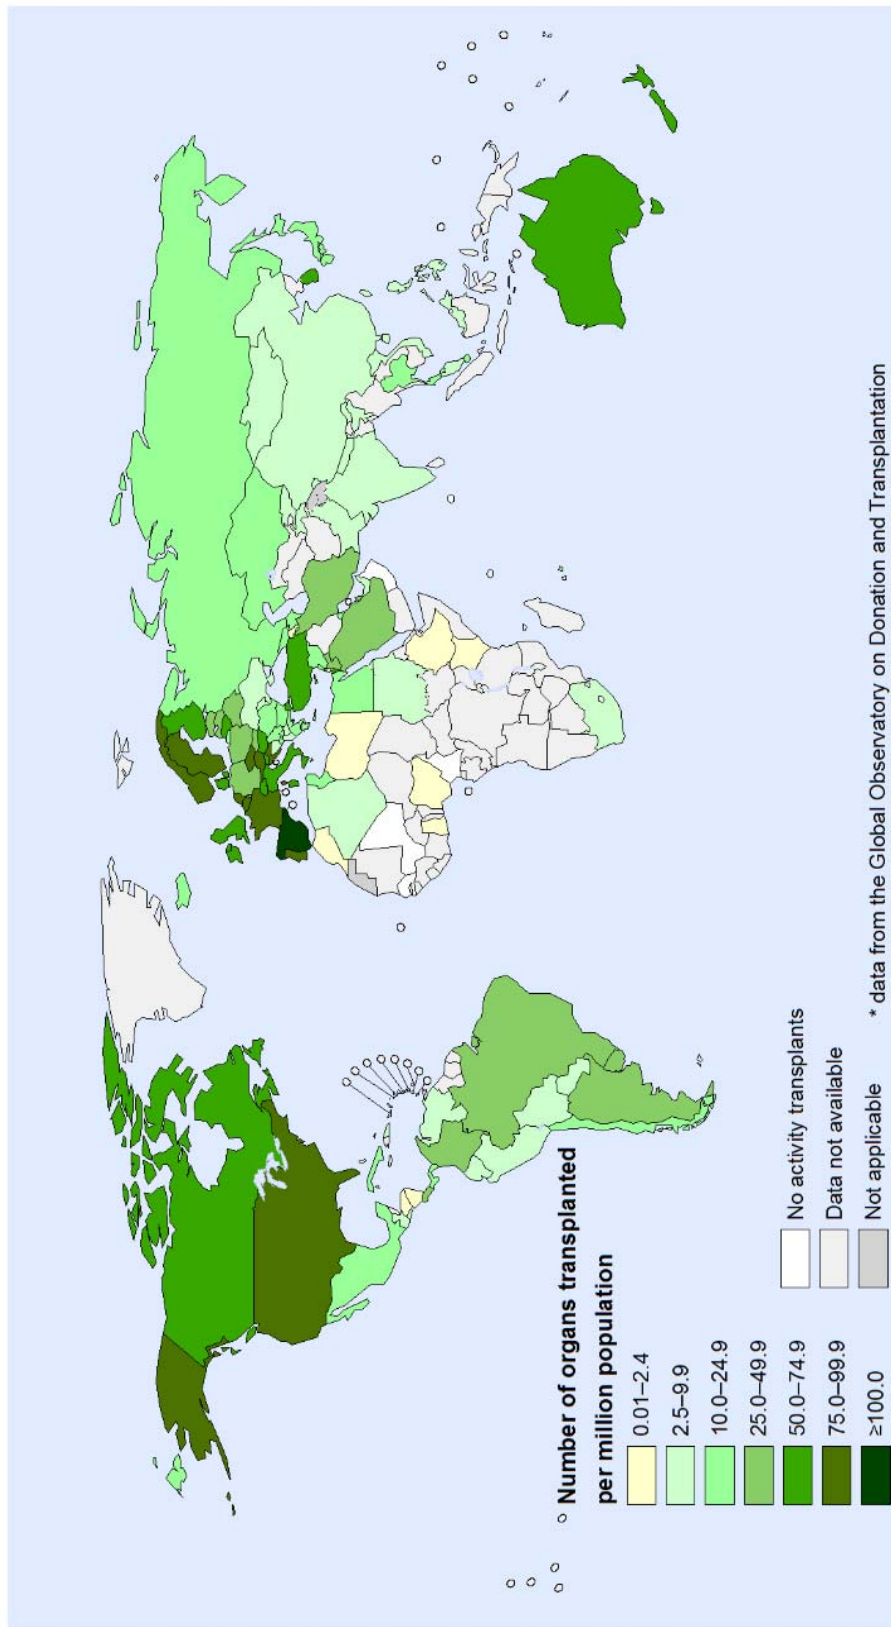 Number of organs transplanted
per million population
0.01–2.4
2.5–9.9
10.0–24.9
25.0–49.9
50.0–74.9
75.0–99.9
≥100.0
No activity transplants
Data not available
Not applicable
* data from the Global Observatory on Donation and Transplantation